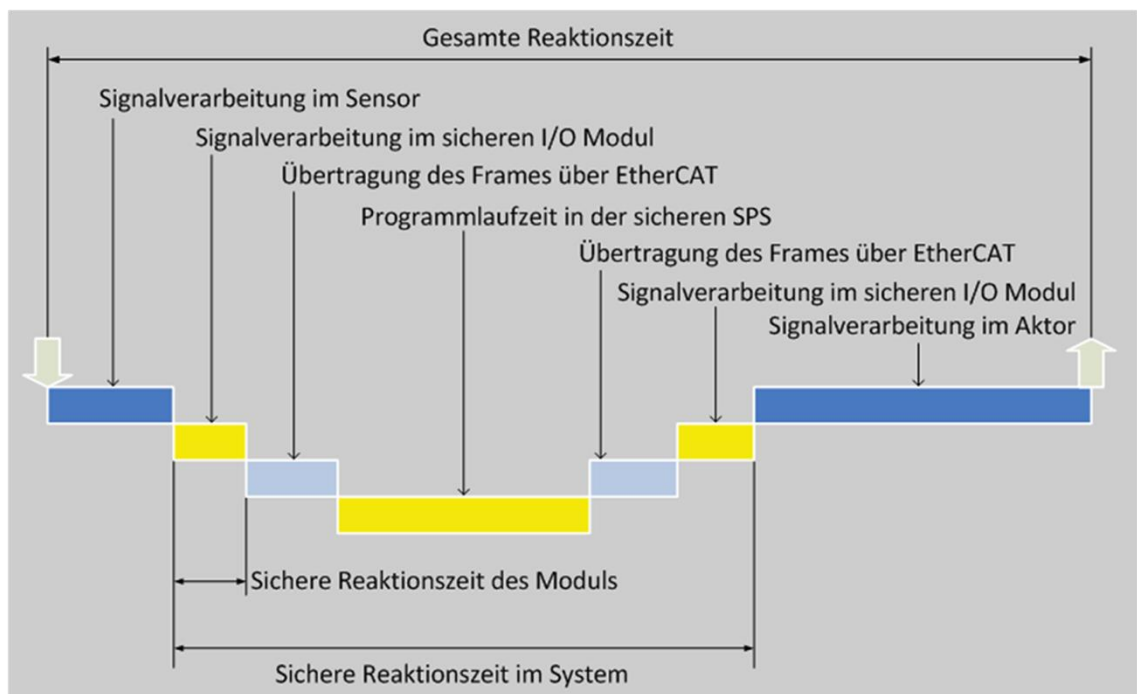 Gesamte Reaktionszeit
Signalverarbeitung im Sensor
Signalverarbeitung im sicheren I/O Modul
Übertragung des Frames über EtherCAT
Programmlaufzeit in der sicheren SPS
Übertragung des Frames über EtherCAT
Signalverarbeitung im sicheren I/O Modul
Signalverarbeitung im Aktor
Sichere Reaktionszeit des Moduls
Sichere Reaktionszeit im System